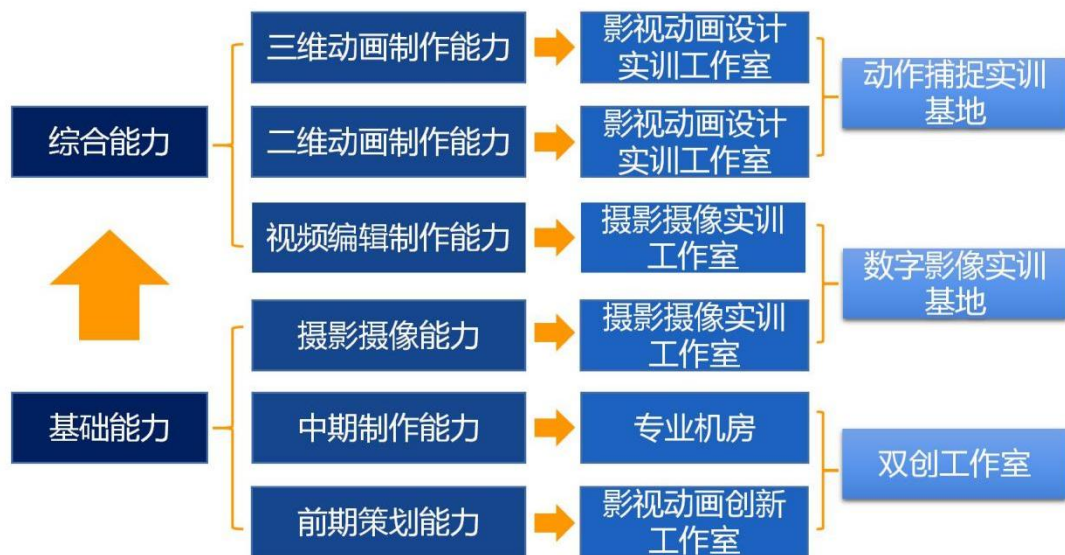 三维动画制作能力
影视动画设计
实训工作室
动作捕捉实训
基地
综合能力
二维动画制作能力
影视动画设计
实训工作室
视频编辑制作能力
摄影摄像实训
工作室
数字影像实训
基地
摄影摄像能力
摄影摄像实训
工作室
基础能力
中期制作能力
专业机房
双创工作室
前期策划能力
影视动画创新
工作室